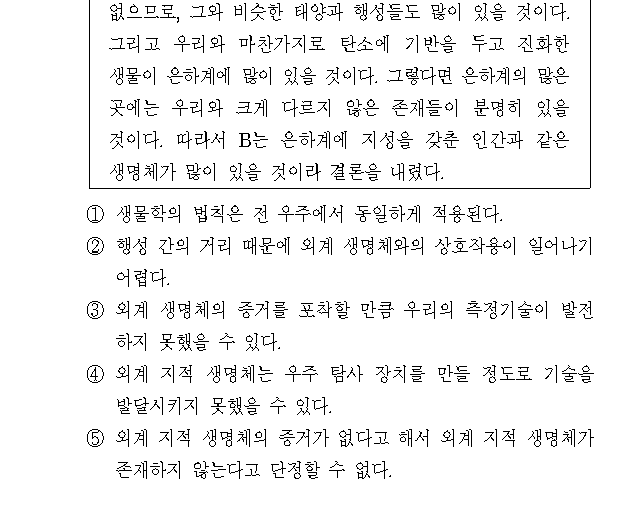 없으므로, 그와 비슷한 태양과 행성들도 많이 있을 것이다.
그리고 우리와 마찬가지로 탄소에 기반을 두고 진화한
생물이 은하계에 많이 있을 것이다. 그렇다면 은하계의 많은
곳에는 우리와 크게 다르지 않은 존재들이 분명히 있을
것이다. 따라서 B는 은하계에 지성을 갖춘 인간과 같은
생명체가 많이 있을 것이라 결론을 내렸다.
① 생물학의 법칙은 전 우주에서 동일하게 적용된다.
② 행성 간의 거리 때문에 외계 생명체와의 상호작용이 일어나기
어렵다.
③ 외계 생명체의 증거를 포착할 만큼 우리의 측정기술이 발전
하지 못했을 수 있다.
④ 외계 지적 생명체는 우주 탐사 장치를 만들 정도로 기술을
발달시키지 못했을 수 있다.
⑤ 외계 지적 생명체의 증거가 없다고 해서 외계 지적 생명체가
존재하지 않는다고 단정할 수 없다.